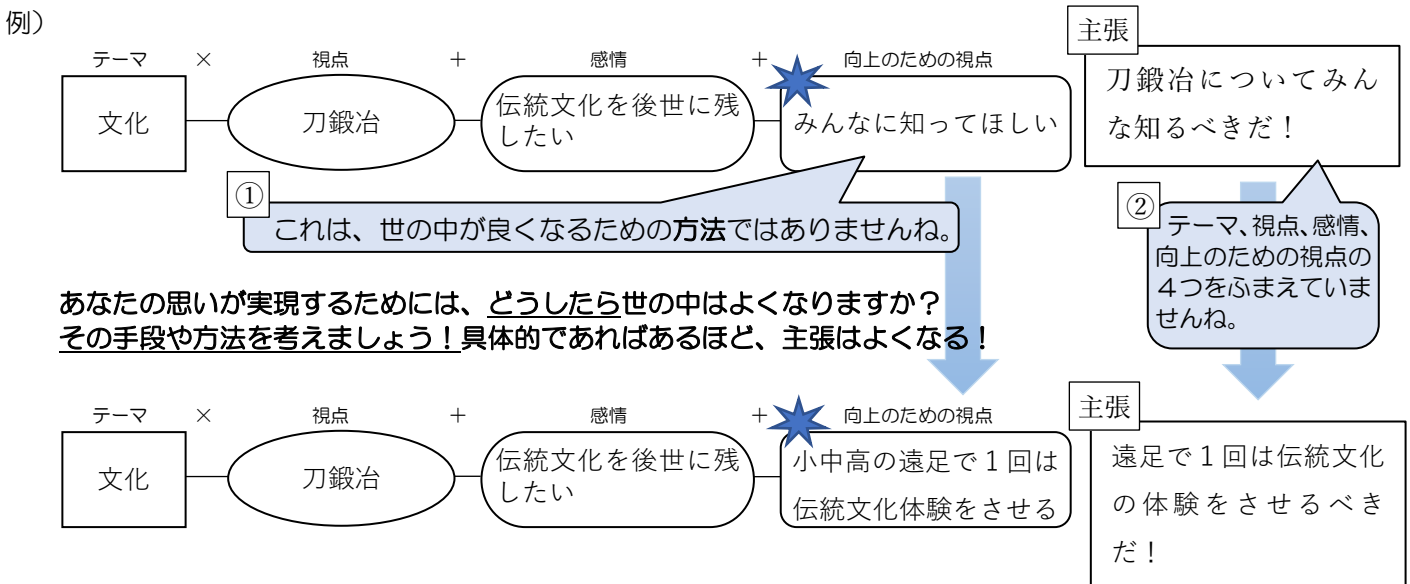 例）
テーマ × 視点 + 感情 + 向上のための視点
主張
文化
刀鍛冶
伝統文化を後世に残
したい
みんなに知ってほしい
刀鍛冶についてみん
な知るべきだ！
①
これは、世の中が良くなるための方法ではありませんね。
②
テーマ、視点、感情、
向上のための視点の
４つをふまえていま
せんね。
あなたの思いが実現するためには、どうしたら世の中はよくなりますか？
その手段や方法を考えましょう！具体的であればあるほど、主張はよくなる！
テーマ × 視点 + 感情 + 向上のための視点
主張
文化
刀鍛冶
伝統文化を後世に残
したい
小中高の遠足で１回は
伝統文化体験をさせる
遠足で１回は伝統文化
の体験をさせるべき
だ！